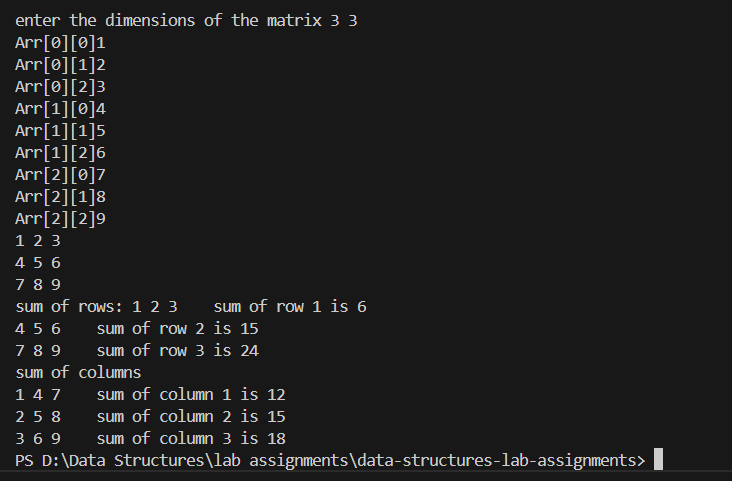 enter the dimensions of the matrix 3 3
Arr[0][0]1
Arr[0][1]2
Arr[0][2]3
Arr[1][0]4
Arr[1][1]5
Arr[1][2]6
Arr[2][0]7
Arr[2][1]8
Arr[2][2]9
1 2 3
4 5 6
7 8 9
sum of rows: 1 2 3    sum of row 1 is 6
4 5 6    sum of row 2 is 15
7 8 9    sum of row 3 is 24
sum of columns
1 4 7    sum of column 1 is 12
2 5 8    sum of column 2 is 15
3 6 9    sum of column 3 is 18
PS D:\Data Structures\lab assignments\data-structures-lab-assignments>